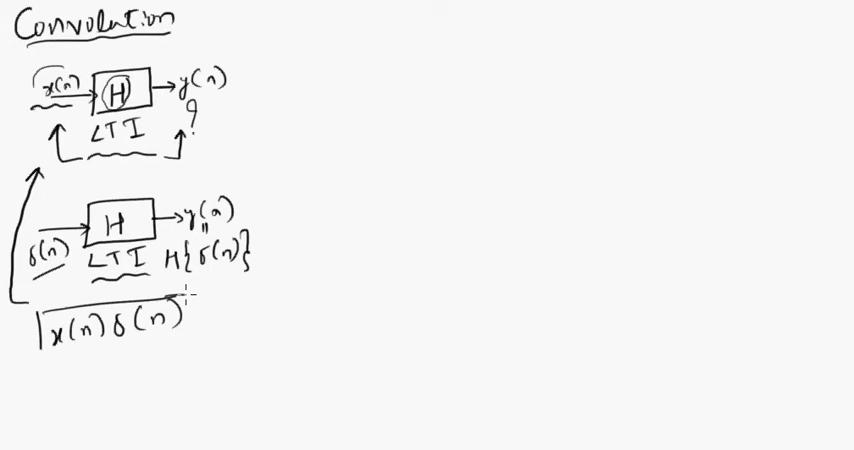 Convolution
x(n) H y(n)
LTI ?
H y(n)
δ(n) LTI H{δ(n)}
x(n) δ(n)